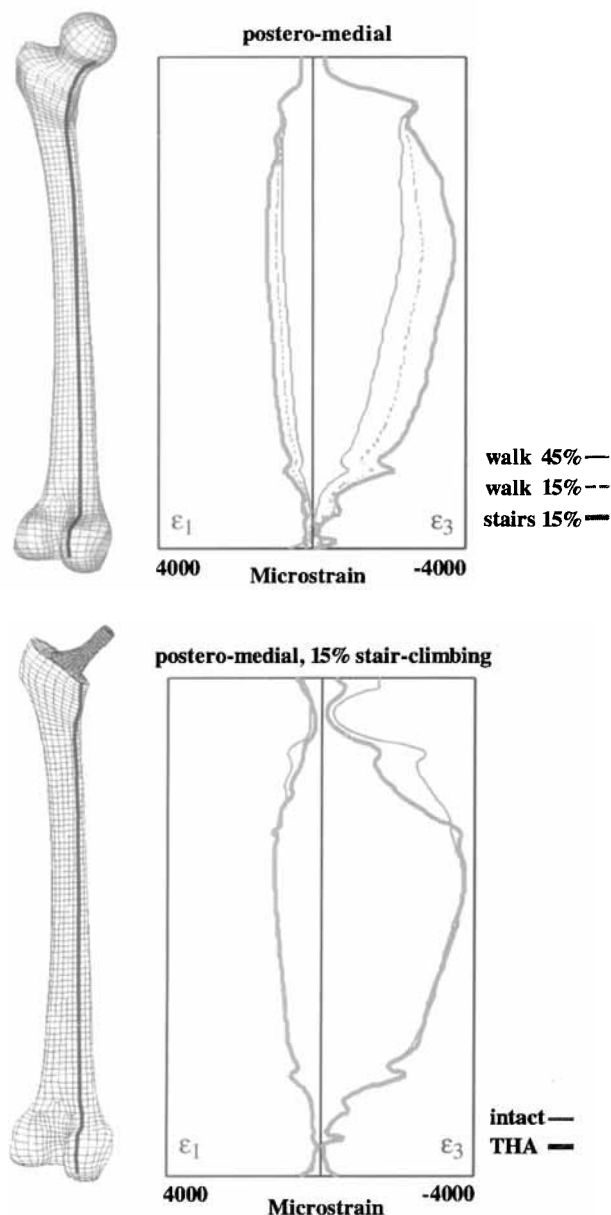 postero-medial
walk 45%
walk 15%
stairs 15%
ε1
ε3
4000
Microstrain
-4000
postero-medial, 15% stair-climbing
intact
THA
ε1
ε3
4000
Microstrain
-4000